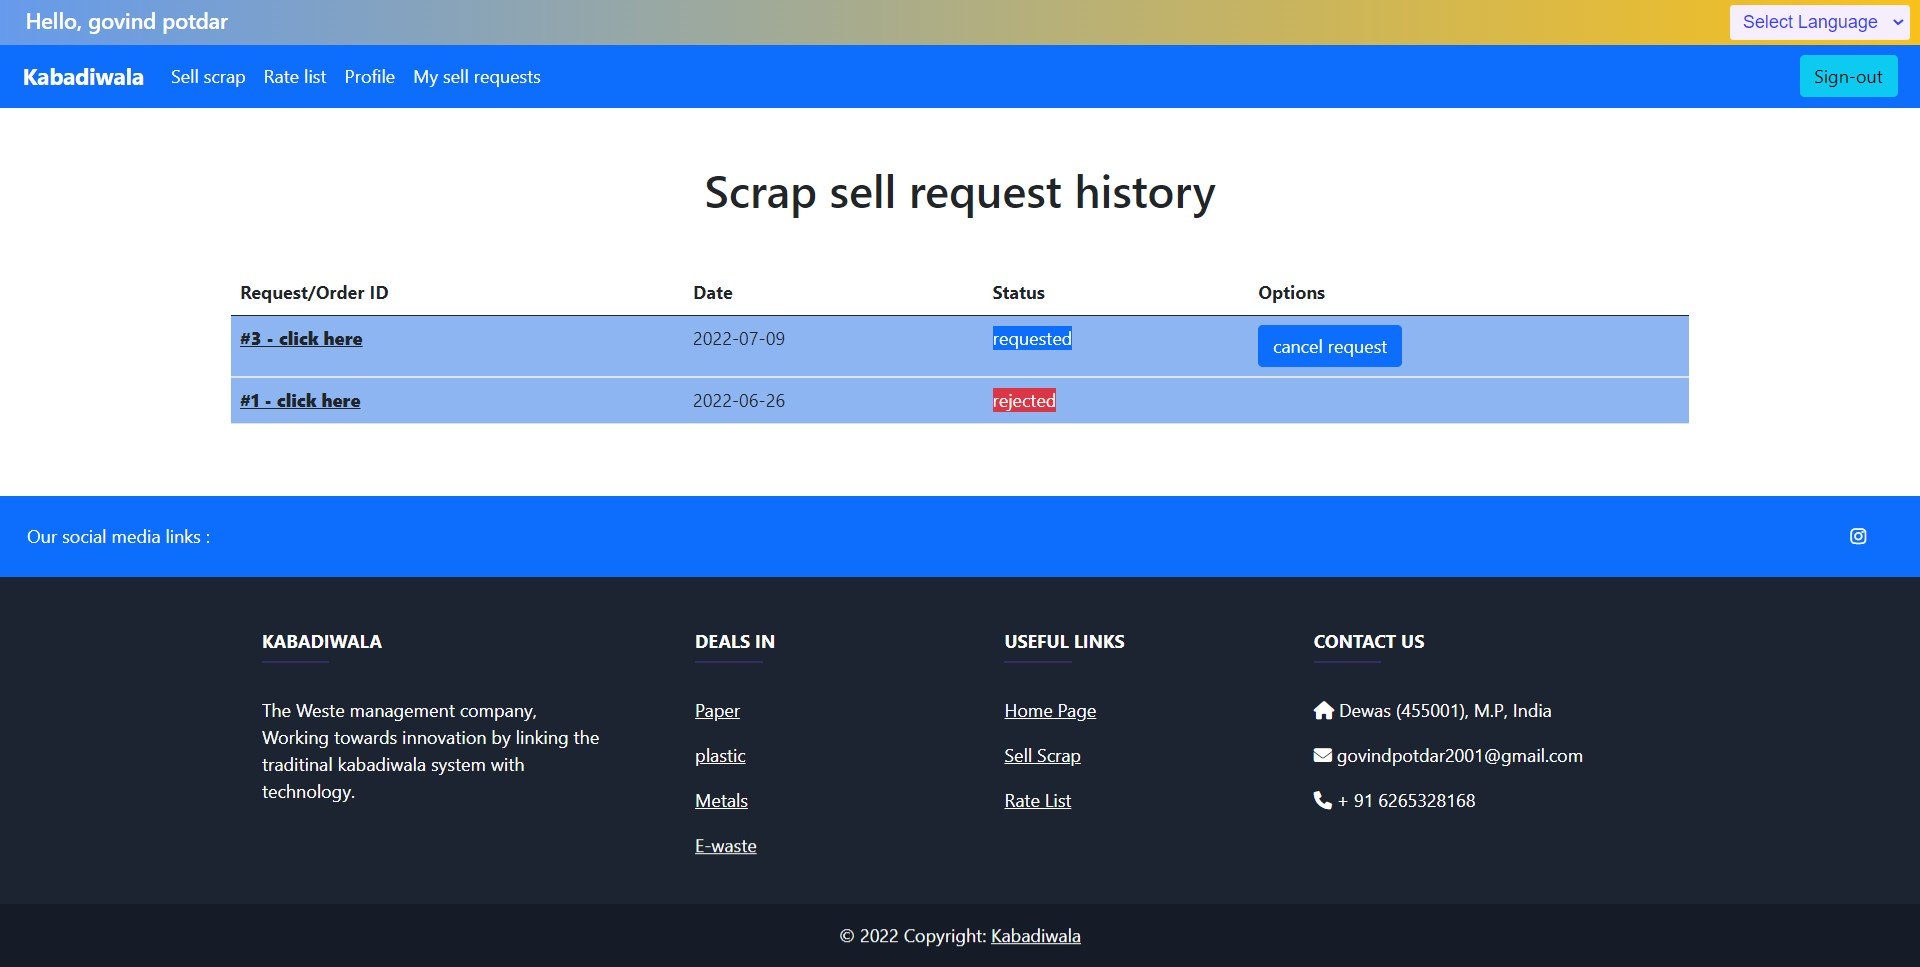 Hello, govind potdar
Select Language
Kabadiwala Sell scrap Rate list Profile My sell requests Sign-out
Scrap sell request history
Request/Order ID Date Status Options
#3 - click here 2022-07-09 requested cancel request
#1 - click here 2022-06-26 rejected
Our social media links :
KABADIWALA
The Weste management company,
Working towards innovation by linking the
traditinal kabadiwala system with
technology.
DEALS IN
Paper
plastic
Metals
E-waste
USEFUL LINKS
Home Page
Sell Scrap
Rate List
CONTACT US
Dewas (455001), M.P, India
govindpotdar2001@gmail.com
+ 91 6265328168
© 2022 Copyright: Kabadiwala